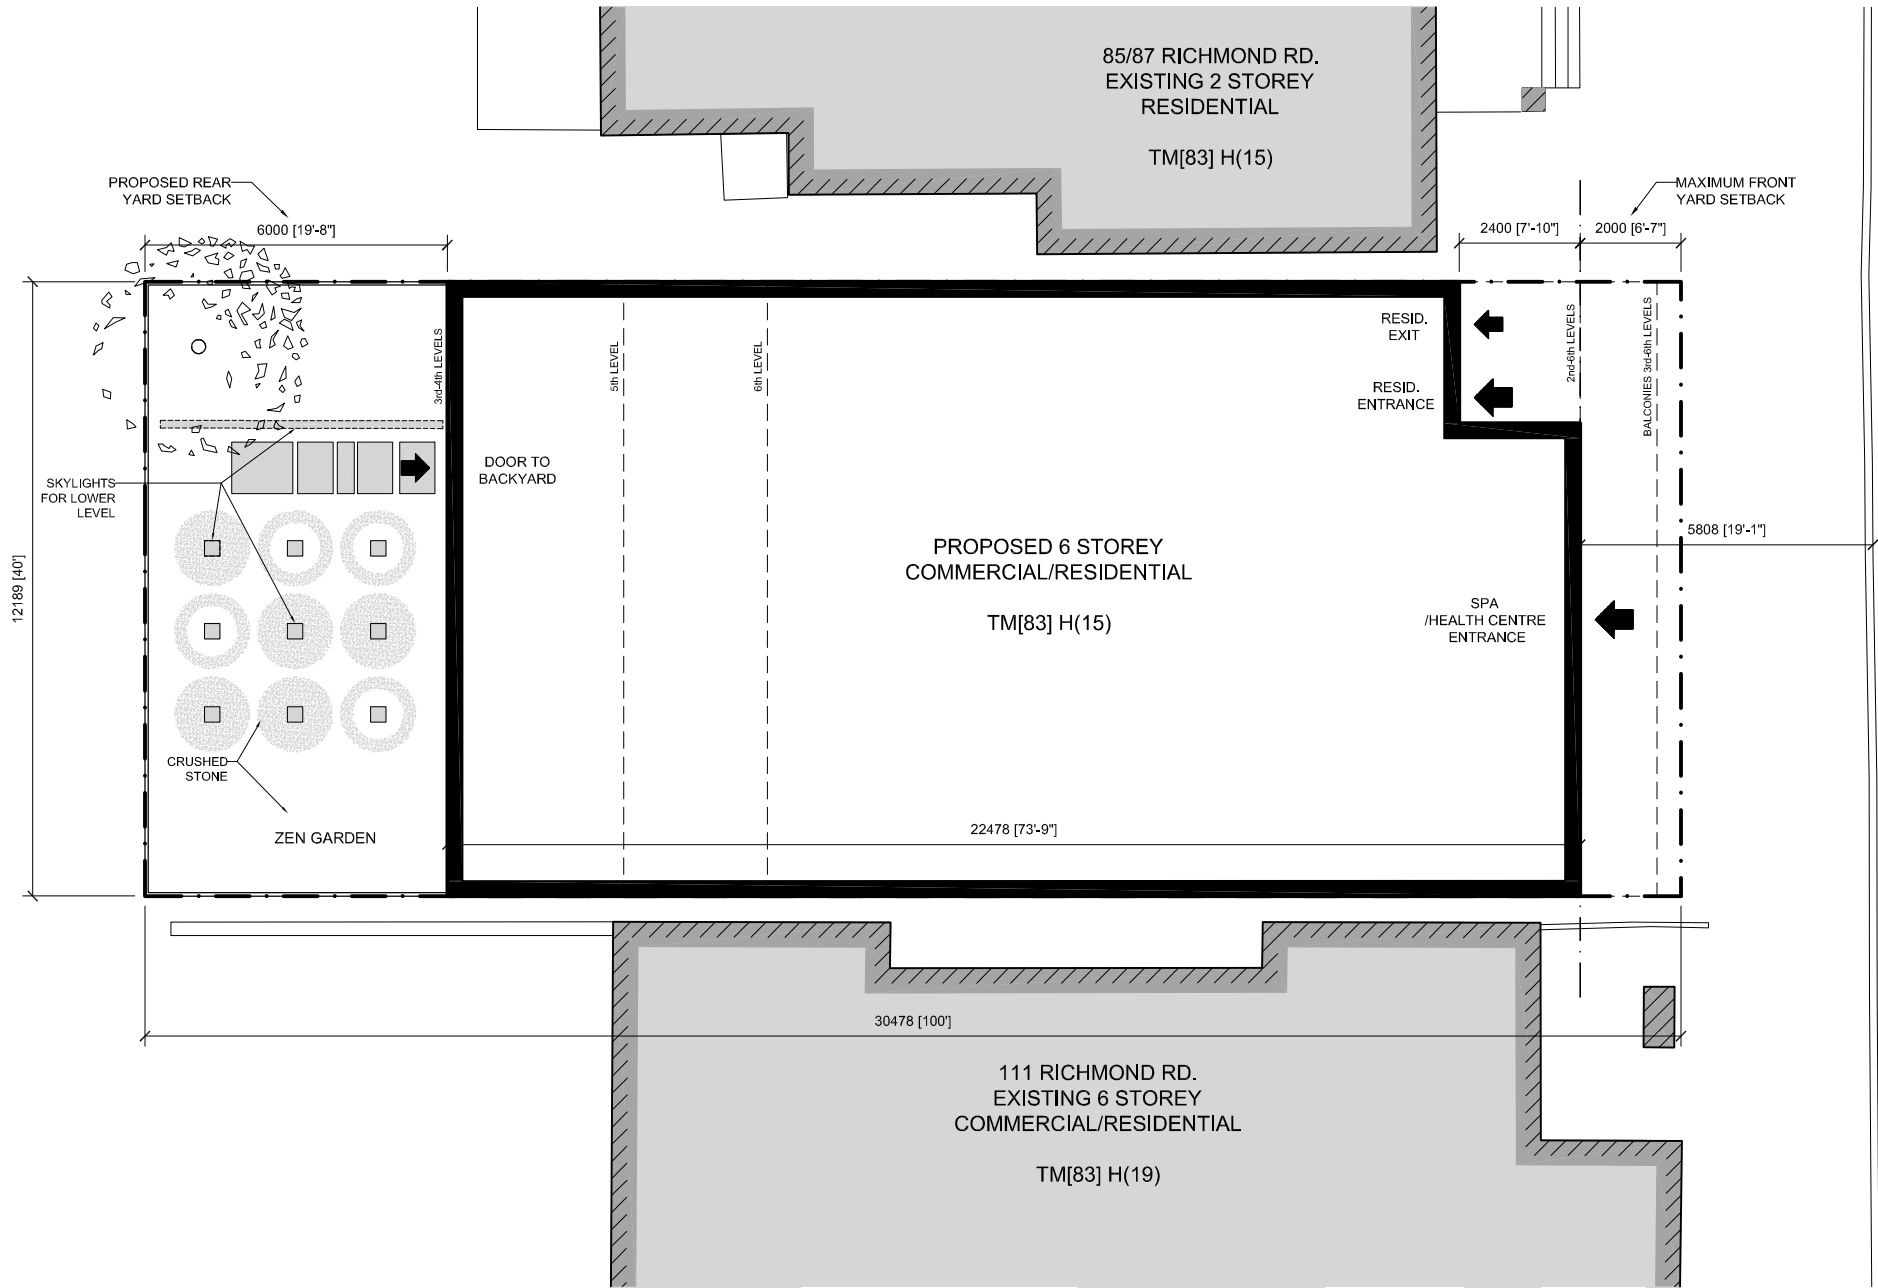 85/87 RICHMOND RD.
EXISTING 2 STOREY
RESIDENTIAL
TM[83] H(15)
PROPOSED REAR
YARD SETBACK
6000 [19'-8"]
MAXIMUM FRONT
YARD SETBACK
2400 [7'-10"]
2000 [6'-7"]
3rd-4th LEVELS
5th LEVEL
6th LEVEL
RESID.
EXIT
RESID.
ENTRANCE
2nd-6th LEVELS
BALCONIES 3rd-6th LEVELS
DOOR TO
BACKYARD
SKYLIGHTS
FOR LOWER
LEVEL
12189 [40']
PROPOSED 6 STOREY
COMMERCIAL/RESIDENTIAL
TM[83] H(15)
5808 [19'-1"]
SPA
/HEALTH CENTRE
ENTRANCE
CRUSHED
STONE
ZEN GARDEN
22478 [73'-9"]
30478 [100']
111 RICHMOND RD.
EXISTING 6 STOREY
COMMERCIAL/RESIDENTIAL
TM[83] H(19)